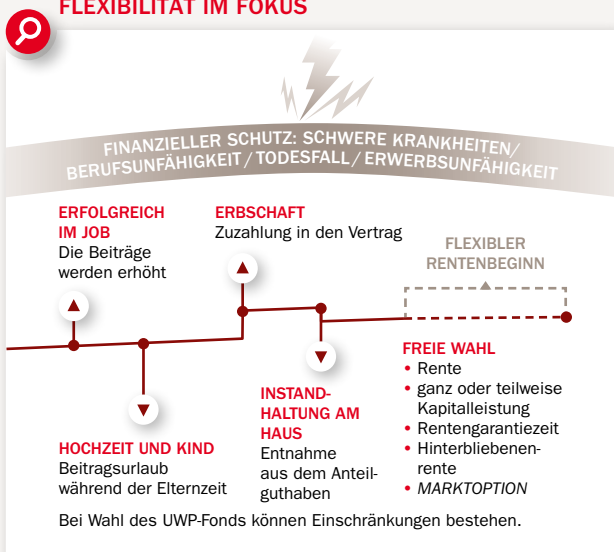 FLEXIBILITÄT IM FOKUS
FINANZIELLER SCHUTZ: SCHWERE KRANKHEITEN/
BERUFSUNFÄHIGKEIT / TODESFALL / ERWERBSUNFÄHIGKEIT
ERFOLGREICH
IM JOB
Die Beiträge
werden erhöht
ERBSCHAFT
Zuzahlung in den Vertrag
FLEXIBLER
RENTENBEGINN
HOCHZEIT UND KIND
Beitragsurlaub
während der Elternzeit
INSTAND-
HALTUNG AM
HAUS
Entnahme
aus dem Anteil-
guthaben
FREIE WAHL
• Rente
• ganz oder teilweise
Kapitalleistung
• Rentengarantiezeit
• Hinterbliebenen-
rente
• MARKTOPTION
Bei Wahl des UWP-Fonds können Einschränkungen bestehen.